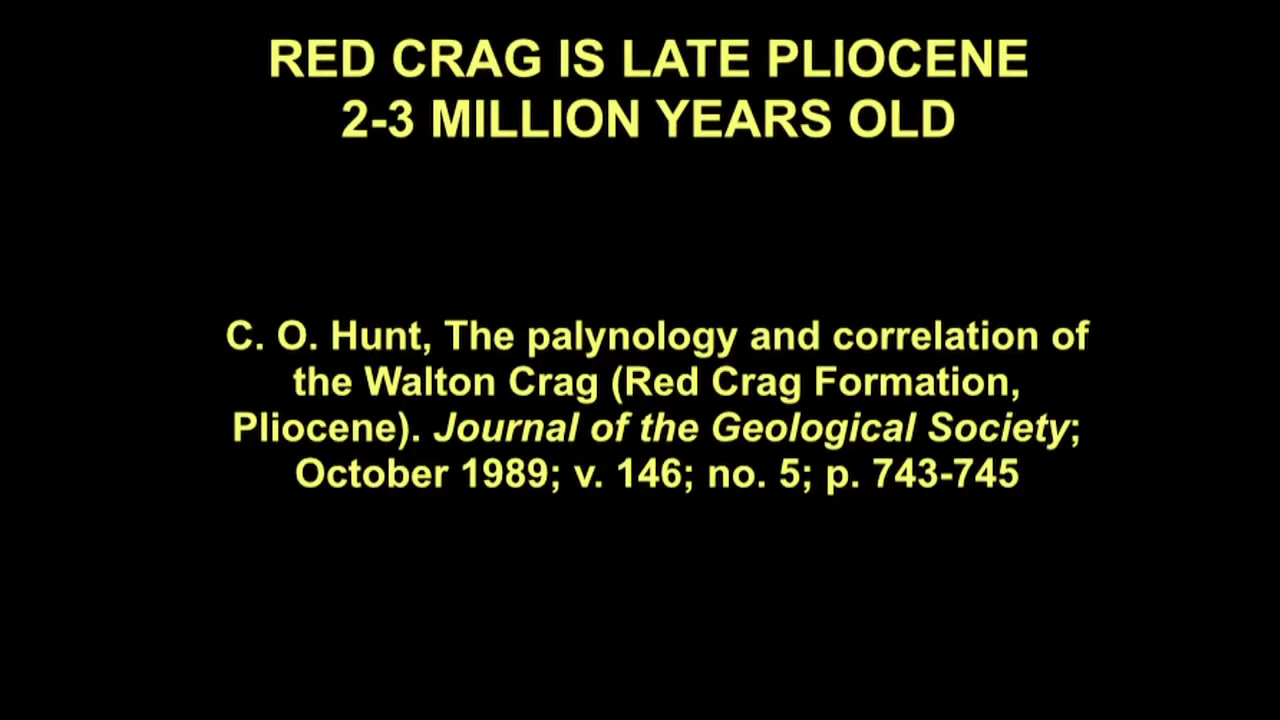 RED CRAG IS LATE PLIOCENE
2-3 MILLION YEARS OLD
C. O. Hunt, The palynology and correlation of
the Walton Crag (Red Crag Formation,
Pliocene). Journal of the Geological Society;
October 1989; v. 146; no. 5; p. 743-745